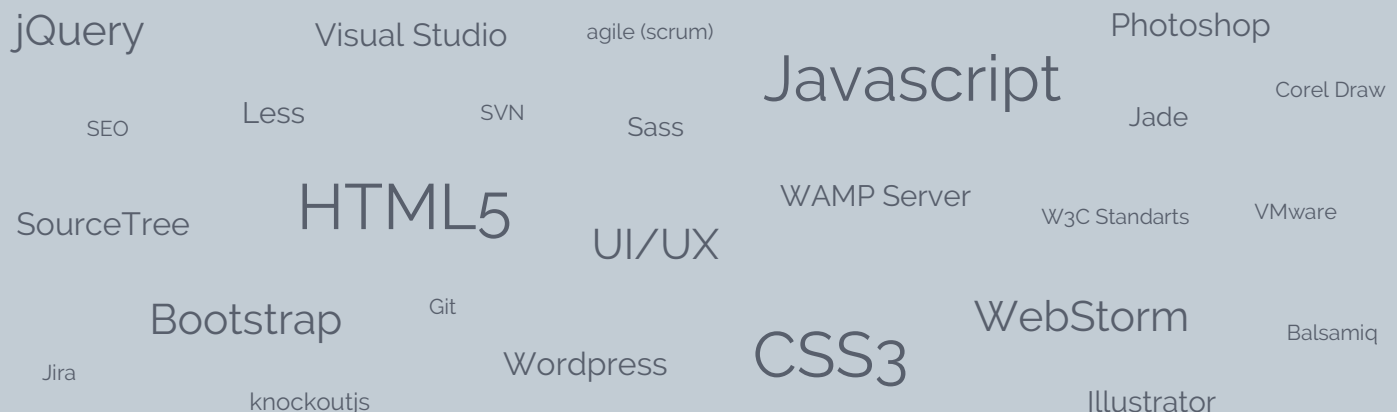 jQuery
Visual Studio
agile (scrum)
Photoshop
Javascript
Corel Draw
Less
SVN
Jade
SEO
Sass
HTML5
WAMP Server
SourceTree
W3C Standarts
VMware
UI/UX
Bootstrap
Git
WebStorm
Balsamiq
Wordpress
CSS3
Jira
knockoutjs
Illustrator